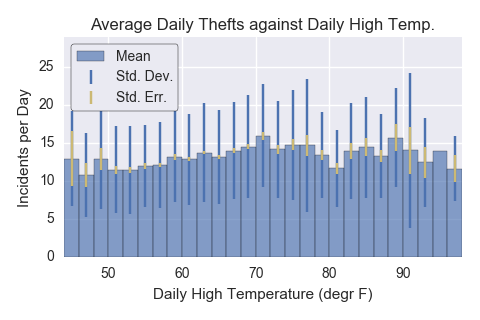 Average Daily Thefts against Daily High Temp.
Mean
Std. Dev.
Std. Err.
Incidents per Day
25
20
15
10
5
0
50 60 70 80 90
Daily High Temperature (degr F)